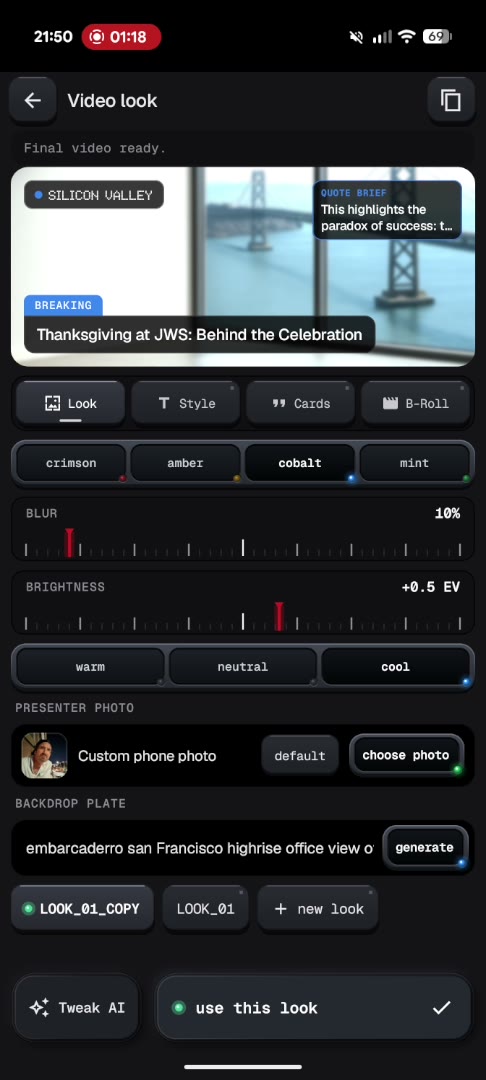 21:50
01:18
69
Video look
Final video ready.
SILICON VALLEY
QUOTE BRIEF
This highlights the
paradox of success: t…
BREAKING
Thanksgiving at JWS: Behind the Celebration
Look
Style
Cards
B-Roll
crimson
amber
cobalt
mint
BLUR
10%
BRIGHTNESS
+0.5 EV
warm
neutral
cool
PRESENTER PHOTO
Custom phone photo
default
choose photo
BACKDROP PLATE
embarcaderro san Francisco highrise office view o
generate
LOOK_01_COPY
LOOK_01
+ new look
Tweak AI
use this look